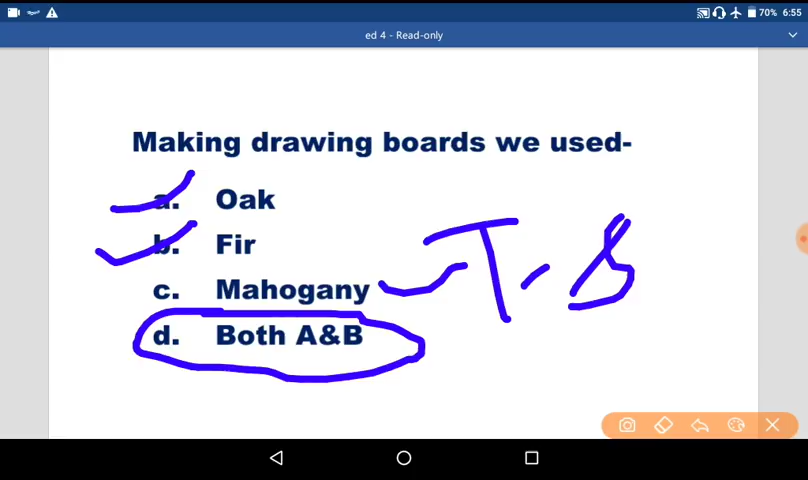 70% 6:55
ed 4 - Read-only
Making drawing boards we used-
a. Oak
b. Fir
c. Mahogany
d. Both A&B
T-S